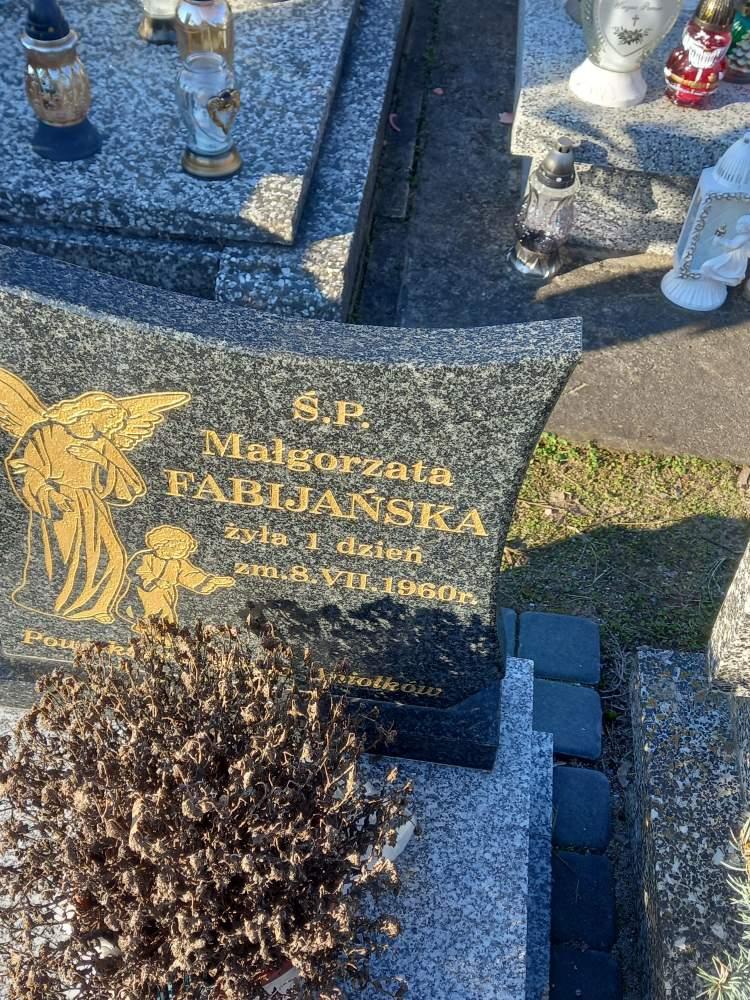 Ś.P.
Małgorzata
FABIJAŃSKA
żyła 1 dzień
zm.8.VII.1960r.